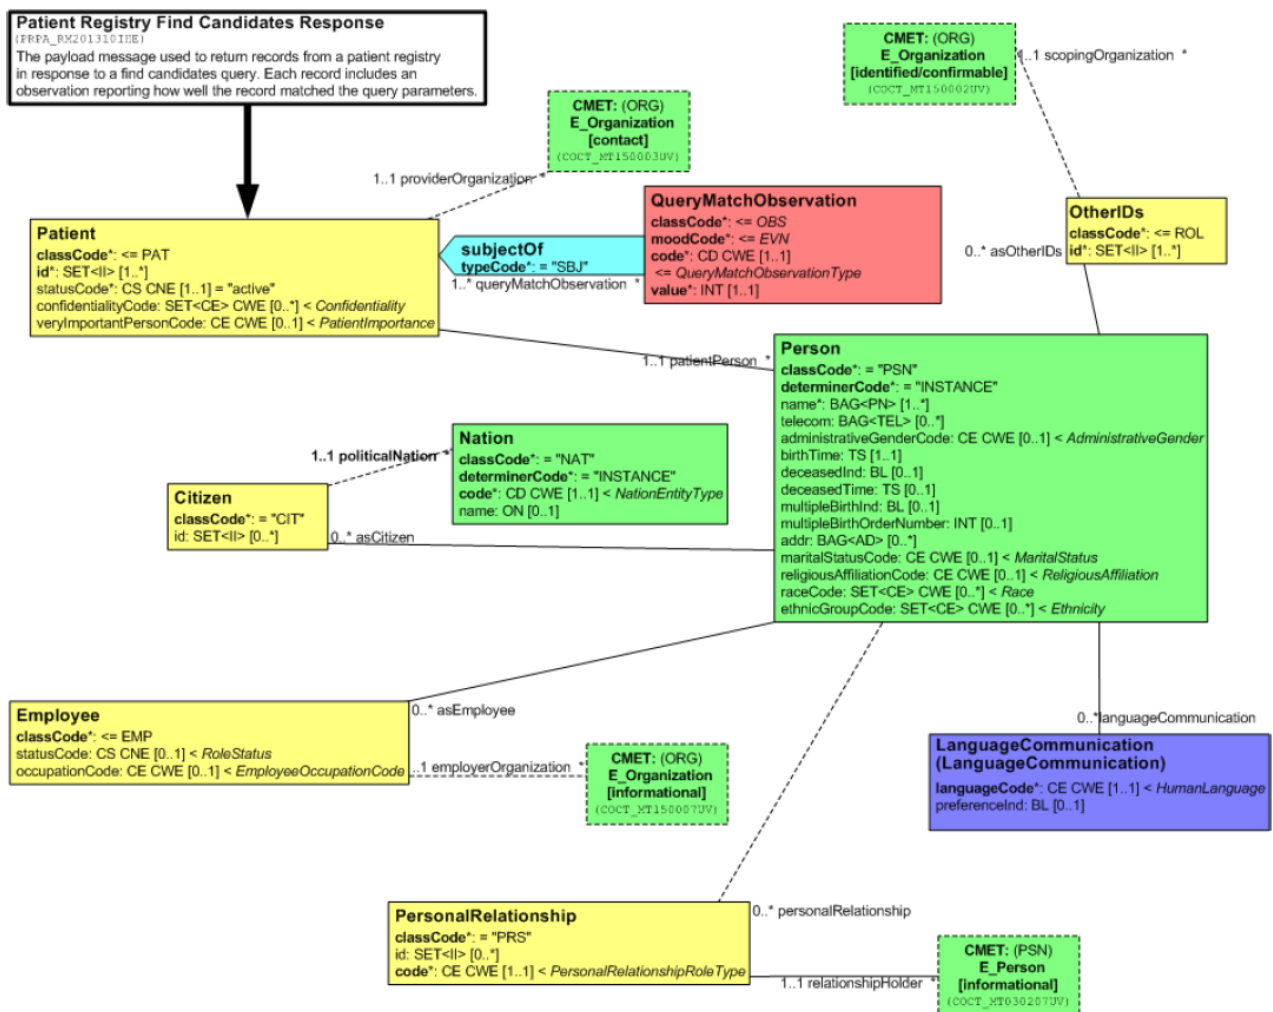 Patient Registry Find Candidates Response
(PRPA_RM201310IHE)
The payload message used to return records from a patient registry
in response to a find candidates query. Each record includes an
observation reporting how well the record matched the query parameters.
CMET: (ORG)
E_Organization
[identified/confirmable]
(COCT_MT150002UV)
1..1 scopingOrganization *
CMET: (ORG)
E_Organization
[contact]
(COCT_MT150003UV)
1..1 providerOrganization *
Patient
classCode*: <= PAT
id*: SET<II> [1..*]
statusCode*: CS CNE [1..1] = "active"
confidentialityCode: SET<CE> CWE [0..*] < Confidentiality
veryImportantPersonCode: CE CWE [0..1] < PatientImportance
subjectOf
typeCode*: = "SBJ"
1..* queryMatchObservation *
QueryMatchObservation
classCode*: <= OBS
moodCode*: <= EVN
code*: CD CWE [1..1]
<= QueryMatchObservationType
value*: INT [1..1]
OtherIDs
classCode*: <= ROL
id*: SET<II> [1..*]
0..* asOtherIDs
1..1 patientPerson *
Person
classCode*: = "PSN"
determinerCode*: = "INSTANCE"
name*: BAG<PN> [1..*]
telecom: BAG<TEL> [0..*]
administrativeGenderCode: CE CWE [0..1] < AdministrativeGender
birthTime: TS [1..1]
deceasedInd: BL [0..1]
deceasedTime: TS [0..1]
multipleBirthInd: BL [0..1]
multipleBirthOrderNumber: INT [0..1]
addr: BAG<AD> [0..*]
maritalStatusCode: CE CWE [0..1] < MaritalStatus
religiousAffiliationCode: CE CWE [0..1] < ReligiousAffiliation
raceCode: SET<CE> CWE [0..*] < Race
ethnicGroupCode: SET<CE> CWE [0..*] < Ethnicity
Nation
classCode*: = "NAT"
determinerCode*: = "INSTANCE"
code*: CD CWE [1..1] < NationEntityType
name: ON [0..1]
1..1 politicalNation *
Citizen
classCode*: = "CIT"
id: SET<II> [0..*]
0..* asCitizen
Employee
classCode*: <= EMP
statusCode: CS CNE [0..1] < RoleStatus
occupationCode: CE CWE [0..1] < EmployeeOccupationCode
0..* asEmployee
..1 employerOrganization *
CMET: (ORG)
E_Organization
[informational]
(COCT_MT150007UV)
0..*languageCommunication
LanguageCommunication
(LanguageCommunication)
languageCode*: CE CWE [1..1] < HumanLanguage
preferenceInd: BL [0..1]
PersonalRelationship
classCode*: = "PRS"
id: SET<II> [0..*]
code*: CE CWE [1..1] < PersonalRelationshipRoleType
0..* personalRelationship
1..1 relationshipHolder *
CMET: (PSN)
E_Person
[informational]
(COCT_MT030207UV)